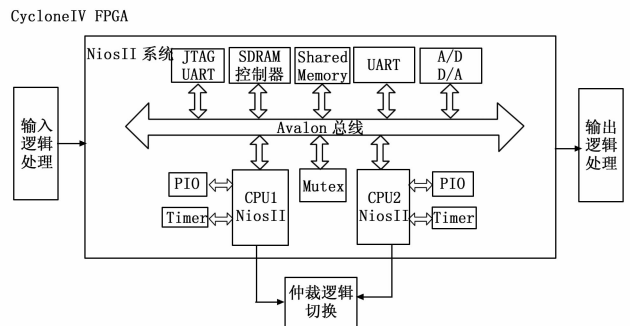 CycloneIV FPGA
NiosII 系统
JTAG
UART
SDRAM
控制器
Shared
Memory
UART
A/D
D/A
输入
逻辑
处理
Avalon 总线
输出
逻辑
处理
PIO
Timer
CPU1
NiosII
Mutex
CPU2
NiosII
PIO
Timer
仲裁逻辑
切换